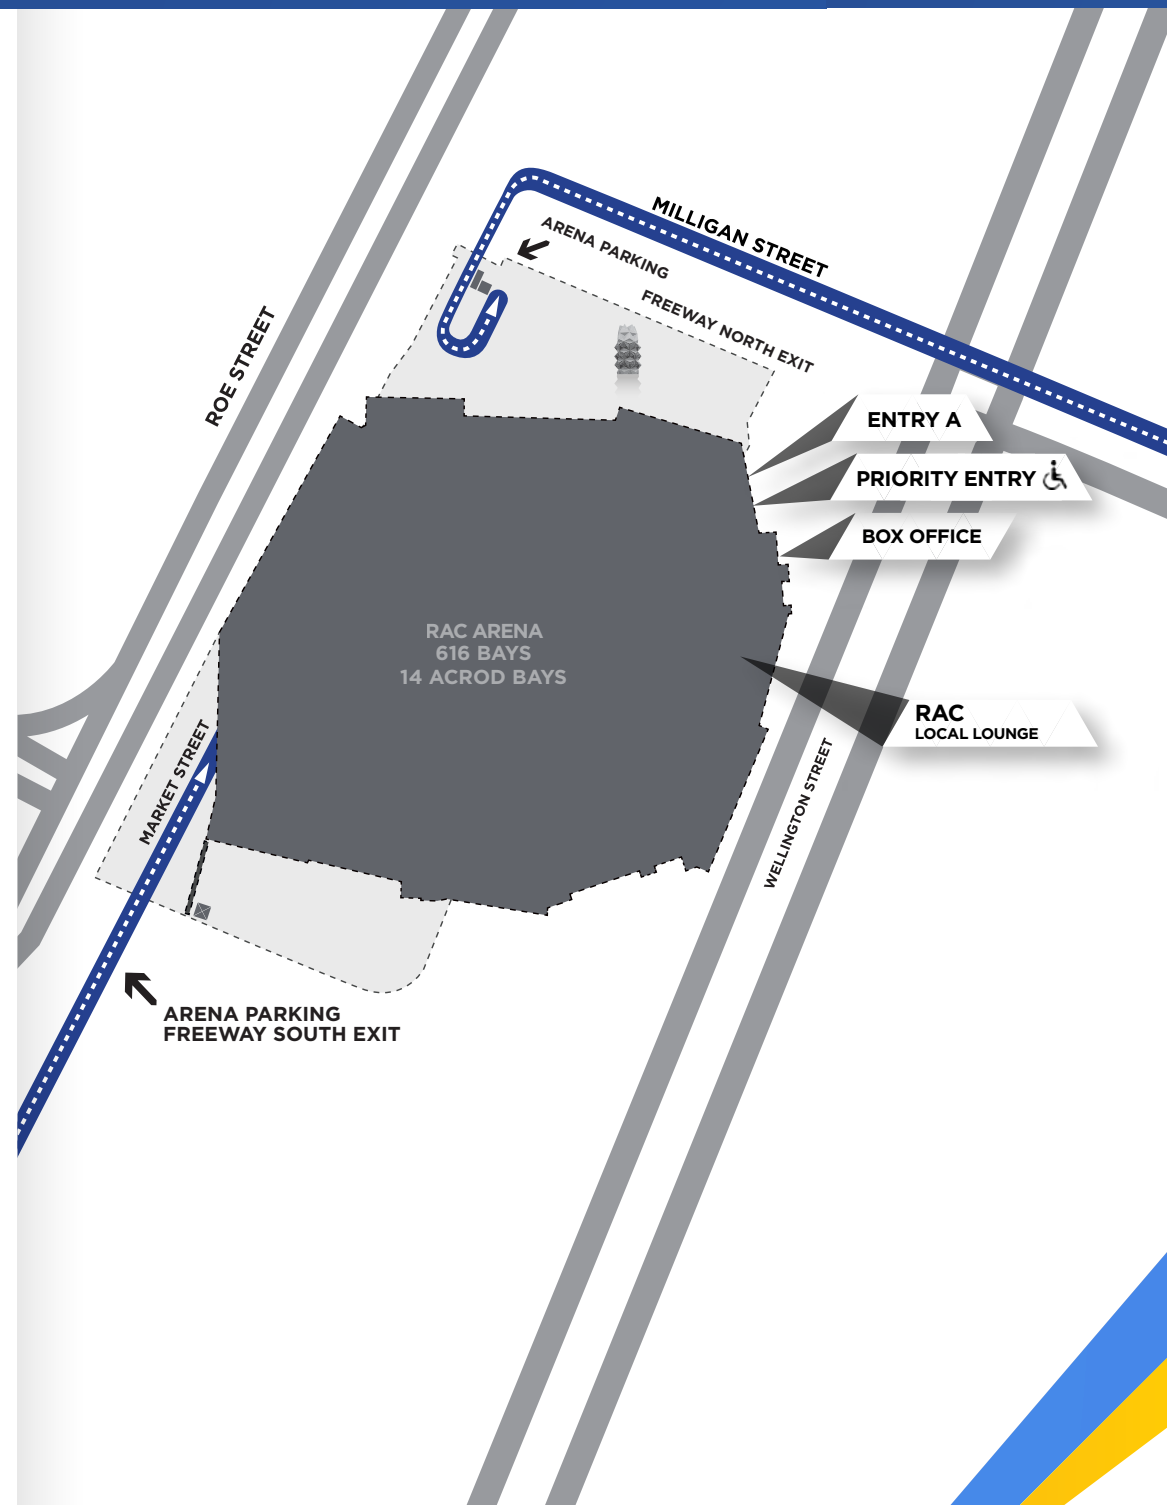 MILLIGAN STREET
ARENA PARKING
FREEWAY NORTH EXIT
ROE STREET
ENTRY A
PRIORITY ENTRY
BOX OFFICE
RAC ARENA
616 BAYS
14 ACROD BAYS
RAC
LOCAL LOUNGE
MARKET STREET
WELLINGTON STREET
ARENA PARKING
FREEWAY SOUTH EXIT